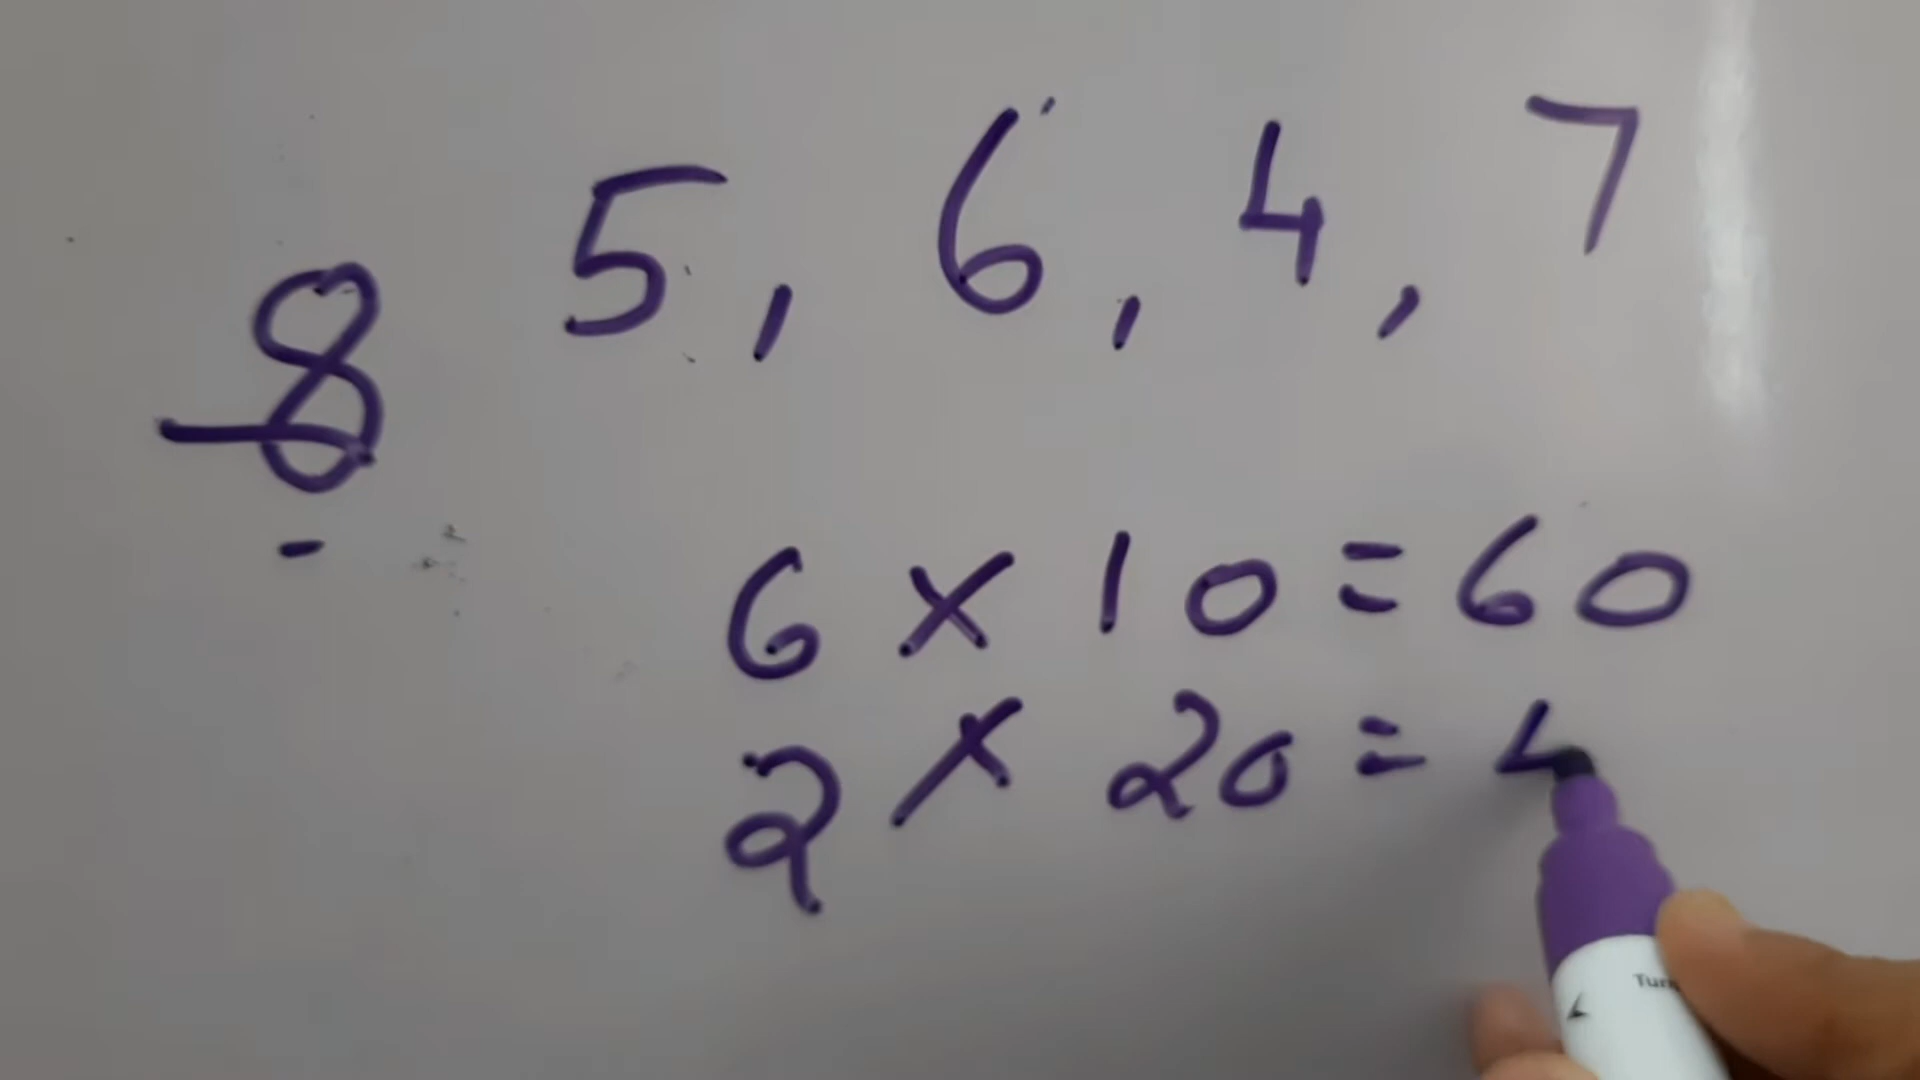 5, 6, 4, 7
8
-
6 × 10 = 60
2 × 20 = 4